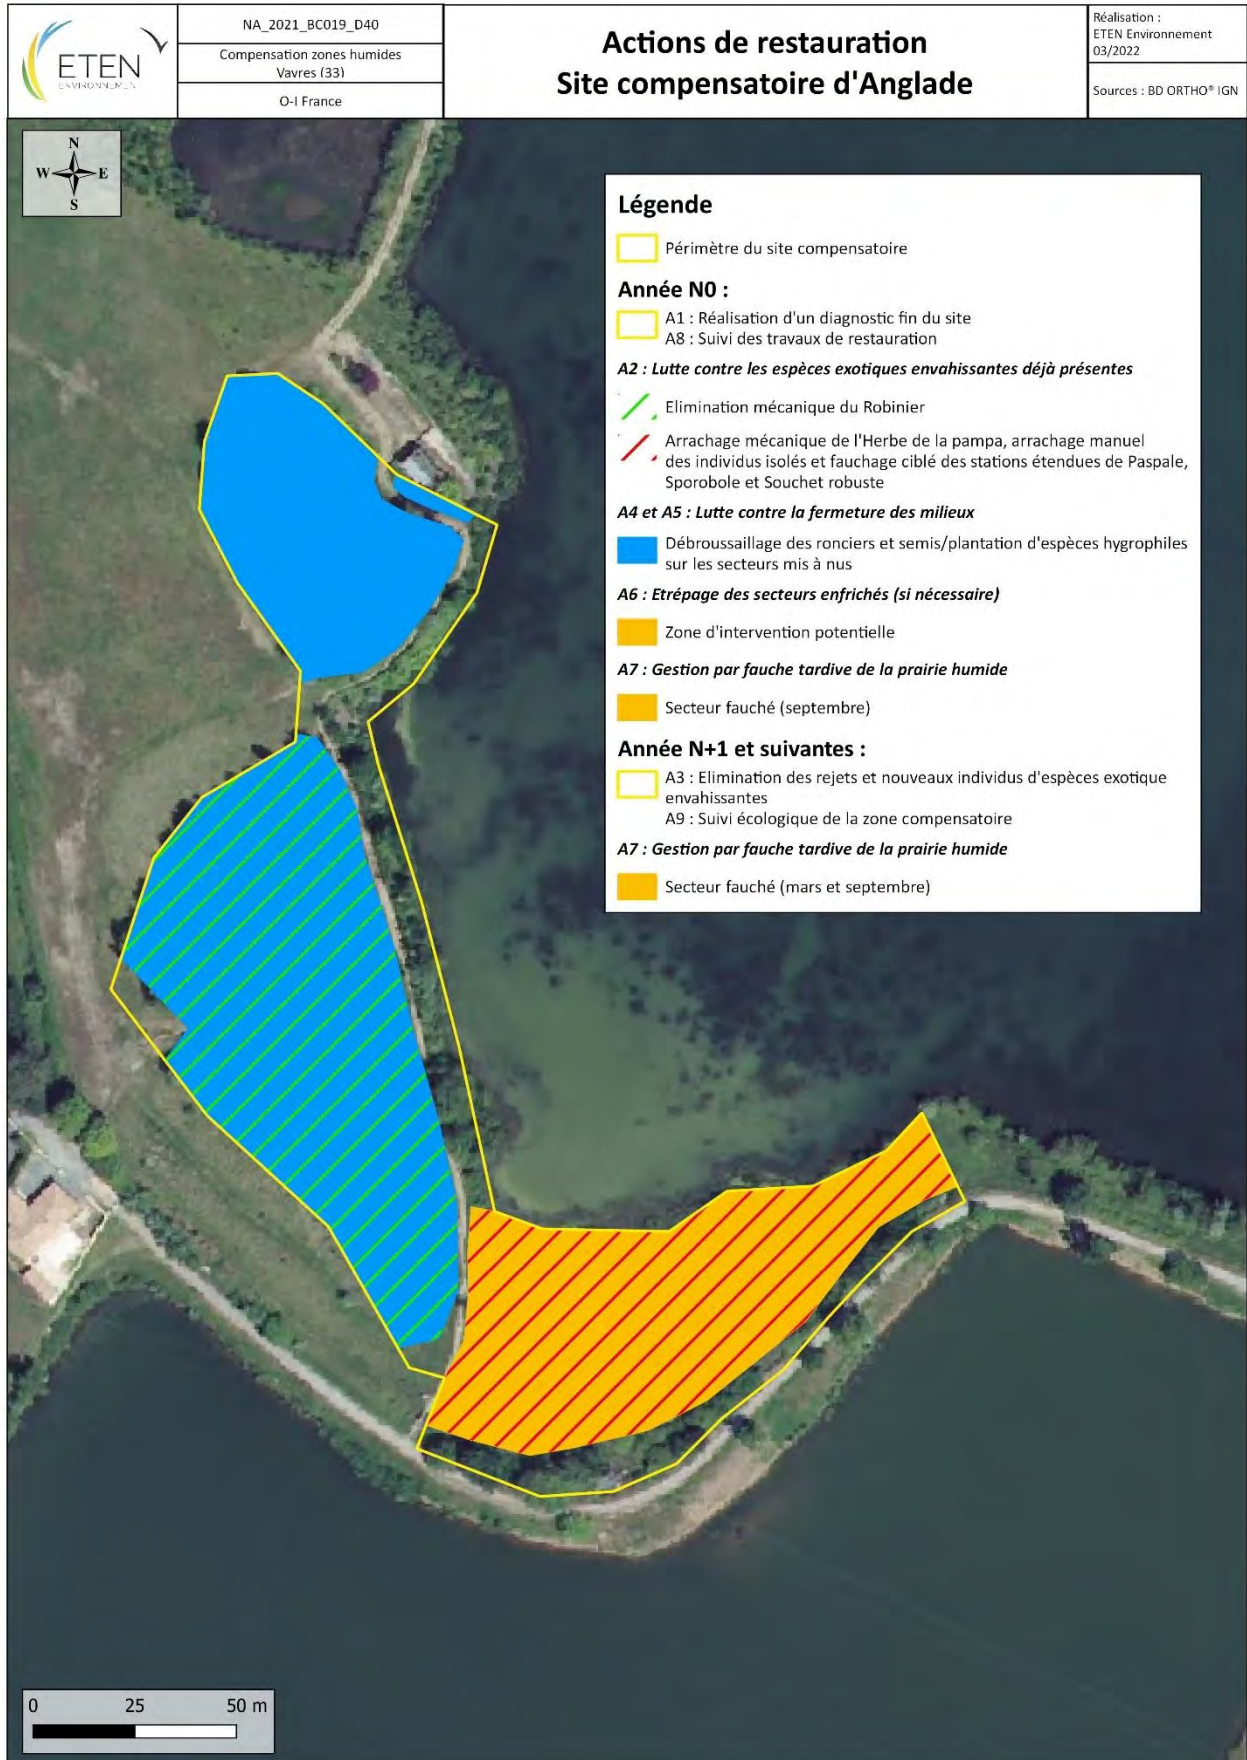 ETEN
ENVIRONNEMENT
NA_2021_BC019_D40
Compensation zones humides
Vavres (33)
O-I France
Actions de restauration
Site compensatoire d'Anglade
Réalisation :
ETEN Environnement
03/2022
Sources : BD ORTHO® IGN
N
W E
S
Légende
Périmètre du site compensatoire
Année N0 :
A1 : Réalisation d'un diagnostic fin du site
A8 : Suivi des travaux de restauration
A2 : Lutte contre les espèces exotiques envahissantes déjà présentes
Elimination mécanique du Robinier
Arrachage mécanique de l'Herbe de la pampa, arrachage manuel
des individus isolés et fauchage ciblé des stations étendues de Paspale,
Sporobole et Souchet robuste
A4 et A5 : Lutte contre la fermeture des milieux
Débroussaillage des ronciers et semis/plantation d'espèces hygrophiles
sur les secteurs mis à nus
A6 : Etrépage des secteurs enfrichés (si nécessaire)
Zone d'intervention potentielle
A7 : Gestion par fauche tardive de la prairie humide
Secteur fauché (septembre)
Année N+1 et suivantes :
A3 : Elimination des rejets et nouveaux individus d'espèces exotique
envahissantes
A9 : Suivi écologique de la zone compensatoire
A7 : Gestion par fauche tardive de la prairie humide
Secteur fauché (mars et septembre)
0 25 50 m